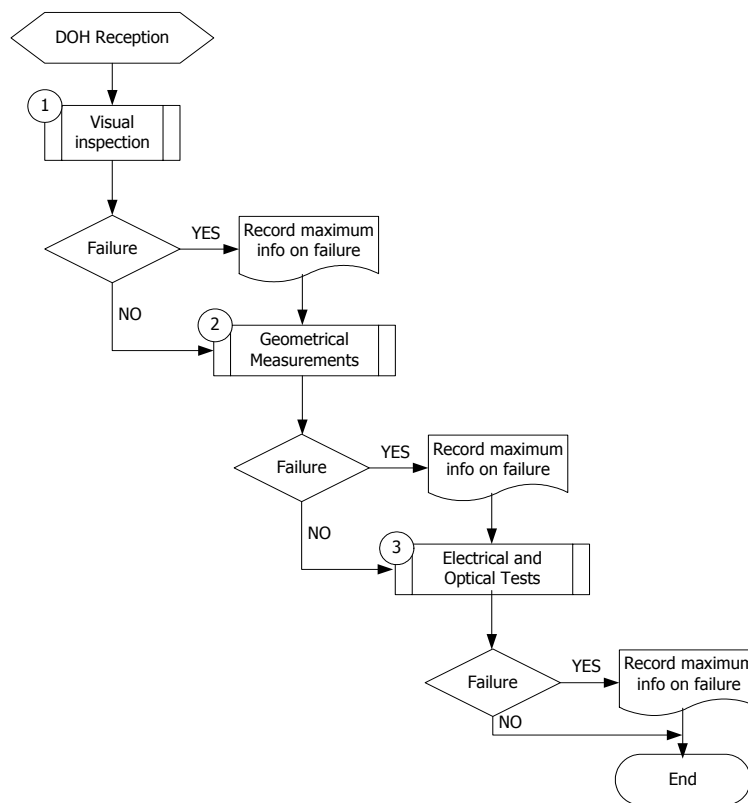 DOH Reception
1
Visual
inspection
Failure
YES
Record maximum
info on failure
NO
2
Geometrical
Measurements
Failure
YES
Record maximum
info on failure
NO
3
Electrical and
Optical Tests
Failure
YES
Record maximum
info on failure
NO
End